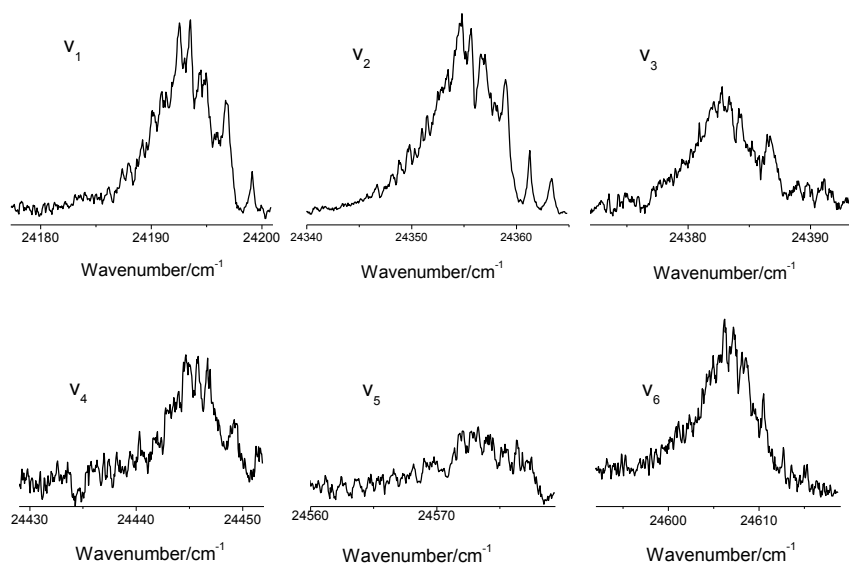 v₁
v₂
v₃
24180 24190 24200
24340 24350 24360
24380 24390
Wavenumber/cm⁻¹
Wavenumber/cm⁻¹
Wavenumber/cm⁻¹
v₄
v₅
v₆
24430 24440 24450
24560 24570
24600 24610
Wavenumber/cm⁻¹
Wavenumber/cm⁻¹
Wavenumber/cm⁻¹